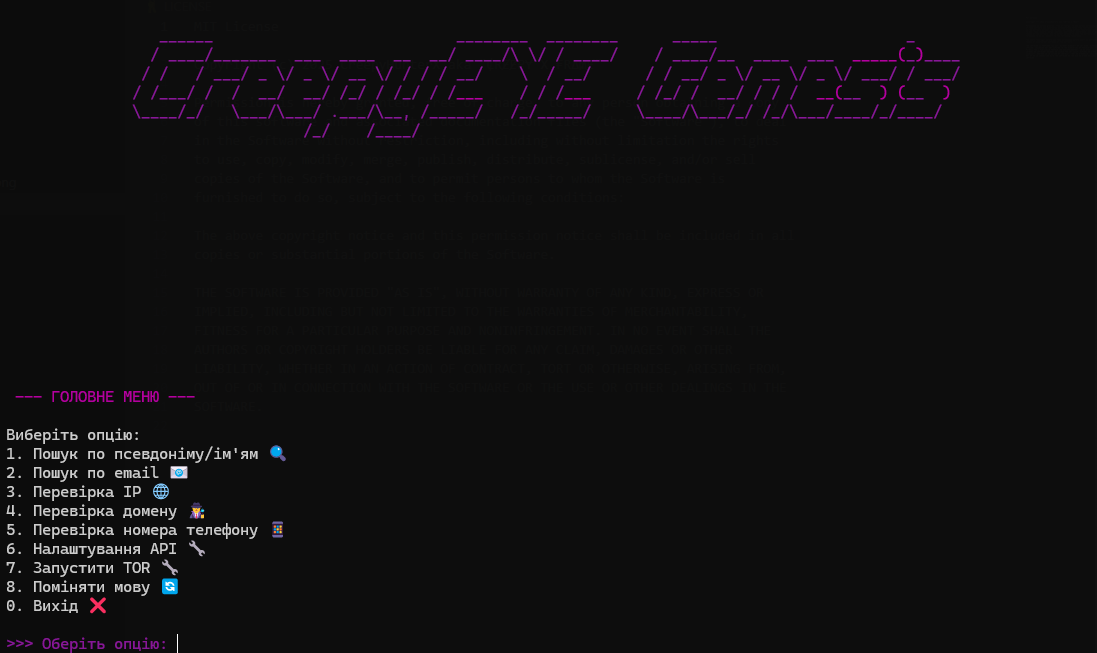 CreepyEYE Genesis
--- ГОЛОВНЕ МЕНЮ ---
Виберіть опцію:
1. Пошук по псевдоніму/ім'ям 🔍
2. Пошук по email 📧
3. Перевірка IP 🌐
4. Перевірка домену 🕵️‍♀️
5. Перевірка номера телефону 📱
6. Налаштування API 🔧
7. Запустити TOR 🔧
8. Поміняти мову 🔄
0. Вихід ❌
>>> Оберіть опцію: